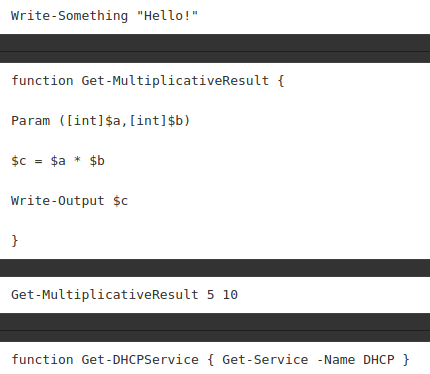 Write-Something "Hello!"
function Get-MultiplicativeResult {
Param ([int]$a,[int]$b)
$c = $a * $b
Write-Output $c
}
Get-MultiplicativeResult 5 10
function Get-DHCPService { Get-Service -Name DHCP }